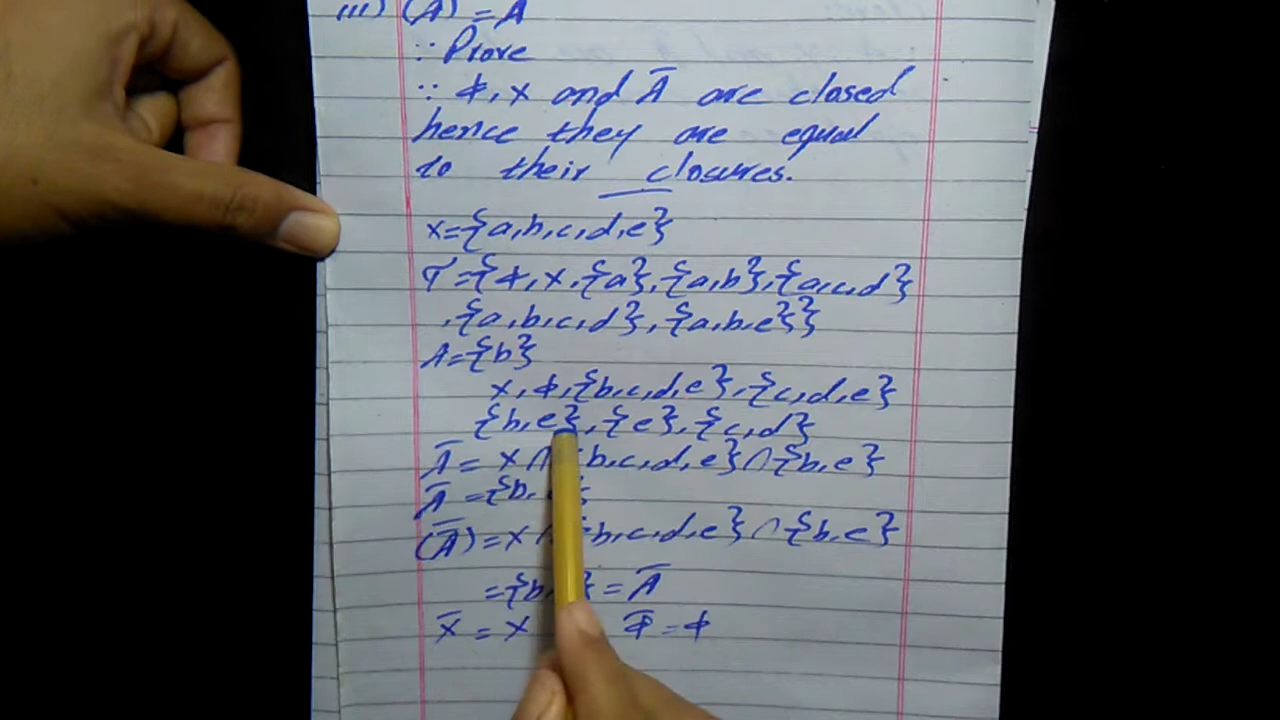 iii) (A̅) = A̅
∵ Prove
∵ ϕ, x and A̅ are closed
hence they are equal
to their closures.
x={a,b,c,d,e}
τ={ϕ,x,{a},{a,b},{a,c,d}
,{a,b,c,d},{a,b,e}}
A={b}
x,ϕ,{b,c,d,e},{c,d,e}
{b,e},{e},{c,d}
A̅ = x∩{b,c,d,e}∩{b,e}
A̅ ={b,
(A̅̅)=x∩ b,c,d,e}∩{b,e}
={b, }=A̅
x̅ = x ϕ̅=ϕ